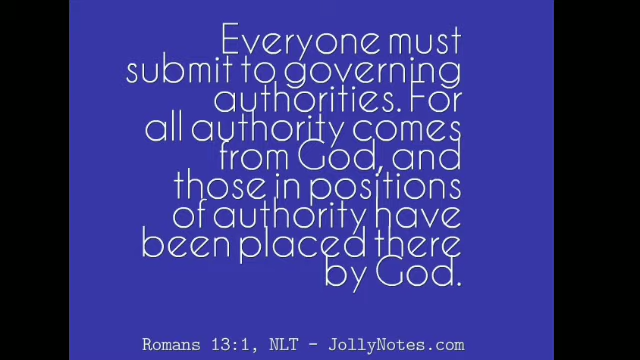 Everyone must
submit to governing
authorities. For
all authority comes
from God, and
those in positions
of authority have
been placed there
by God.
Romans 13:1, NLT - JollyNotes.com